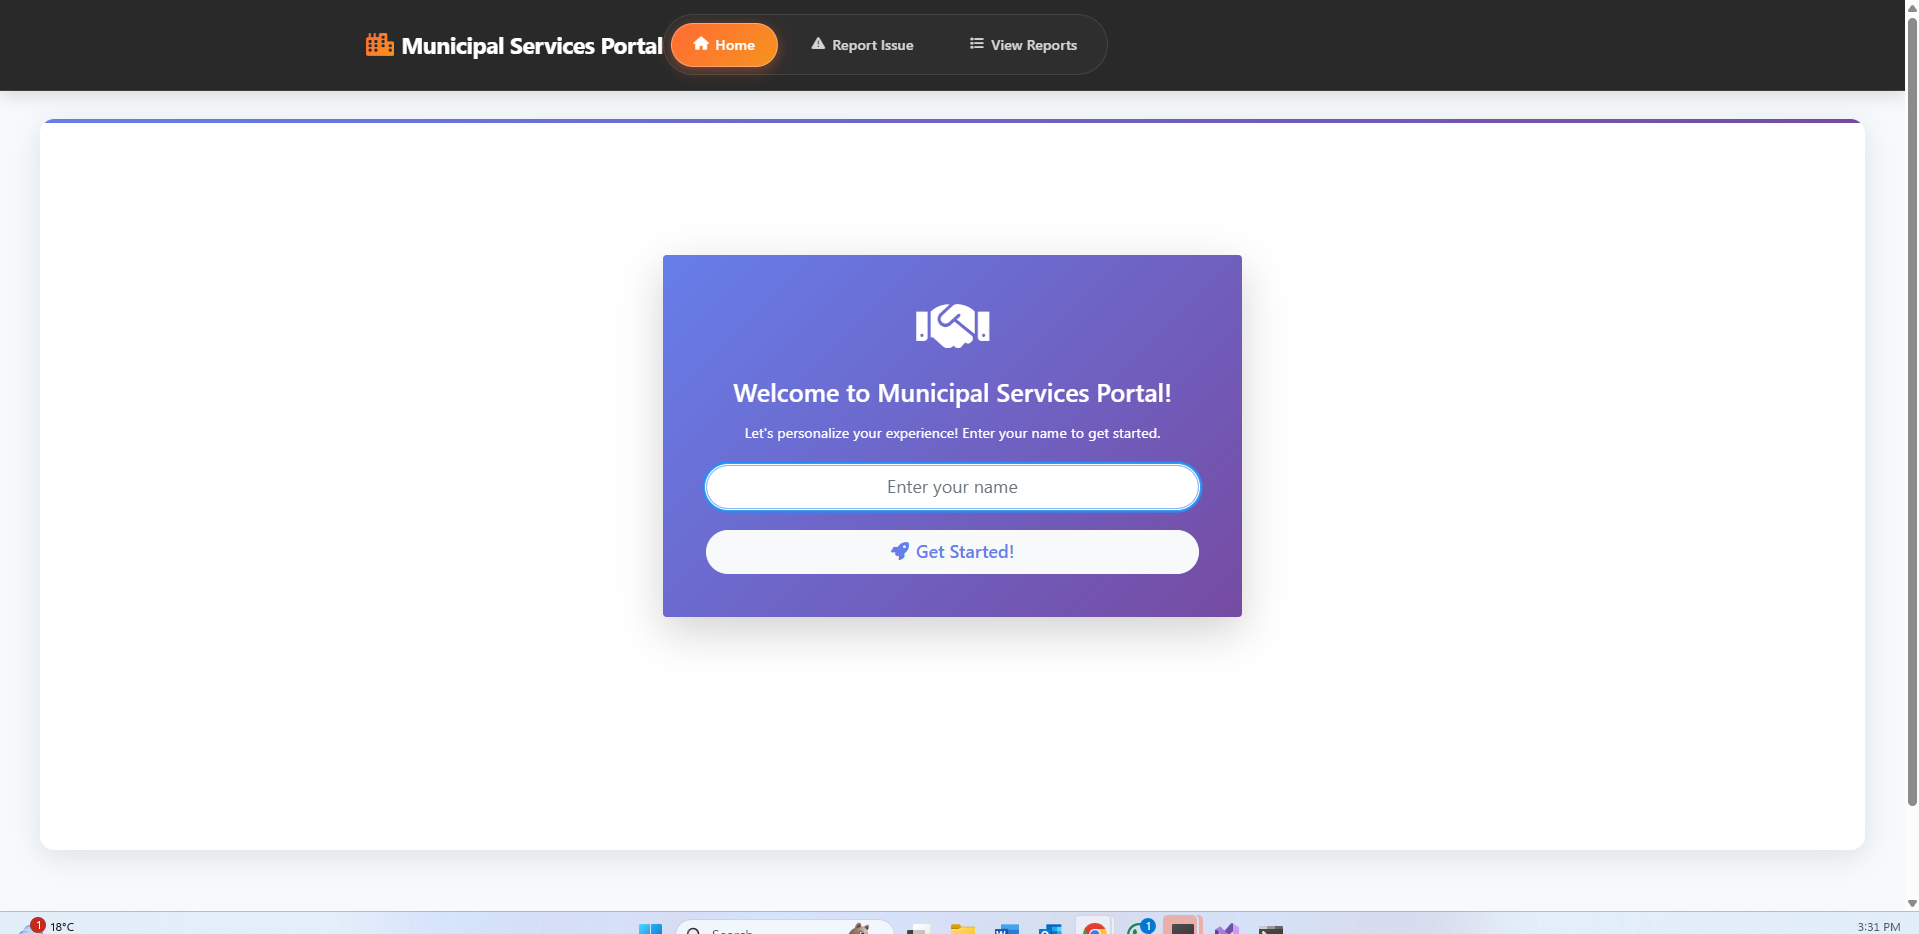 Municipal Services Portal
Home
Report Issue
View Reports
Welcome to Municipal Services Portal!
Let's personalize your experience! Enter your name to get started.
Enter your name
Get Started!
1
18°C
Search
1
3:31 PM